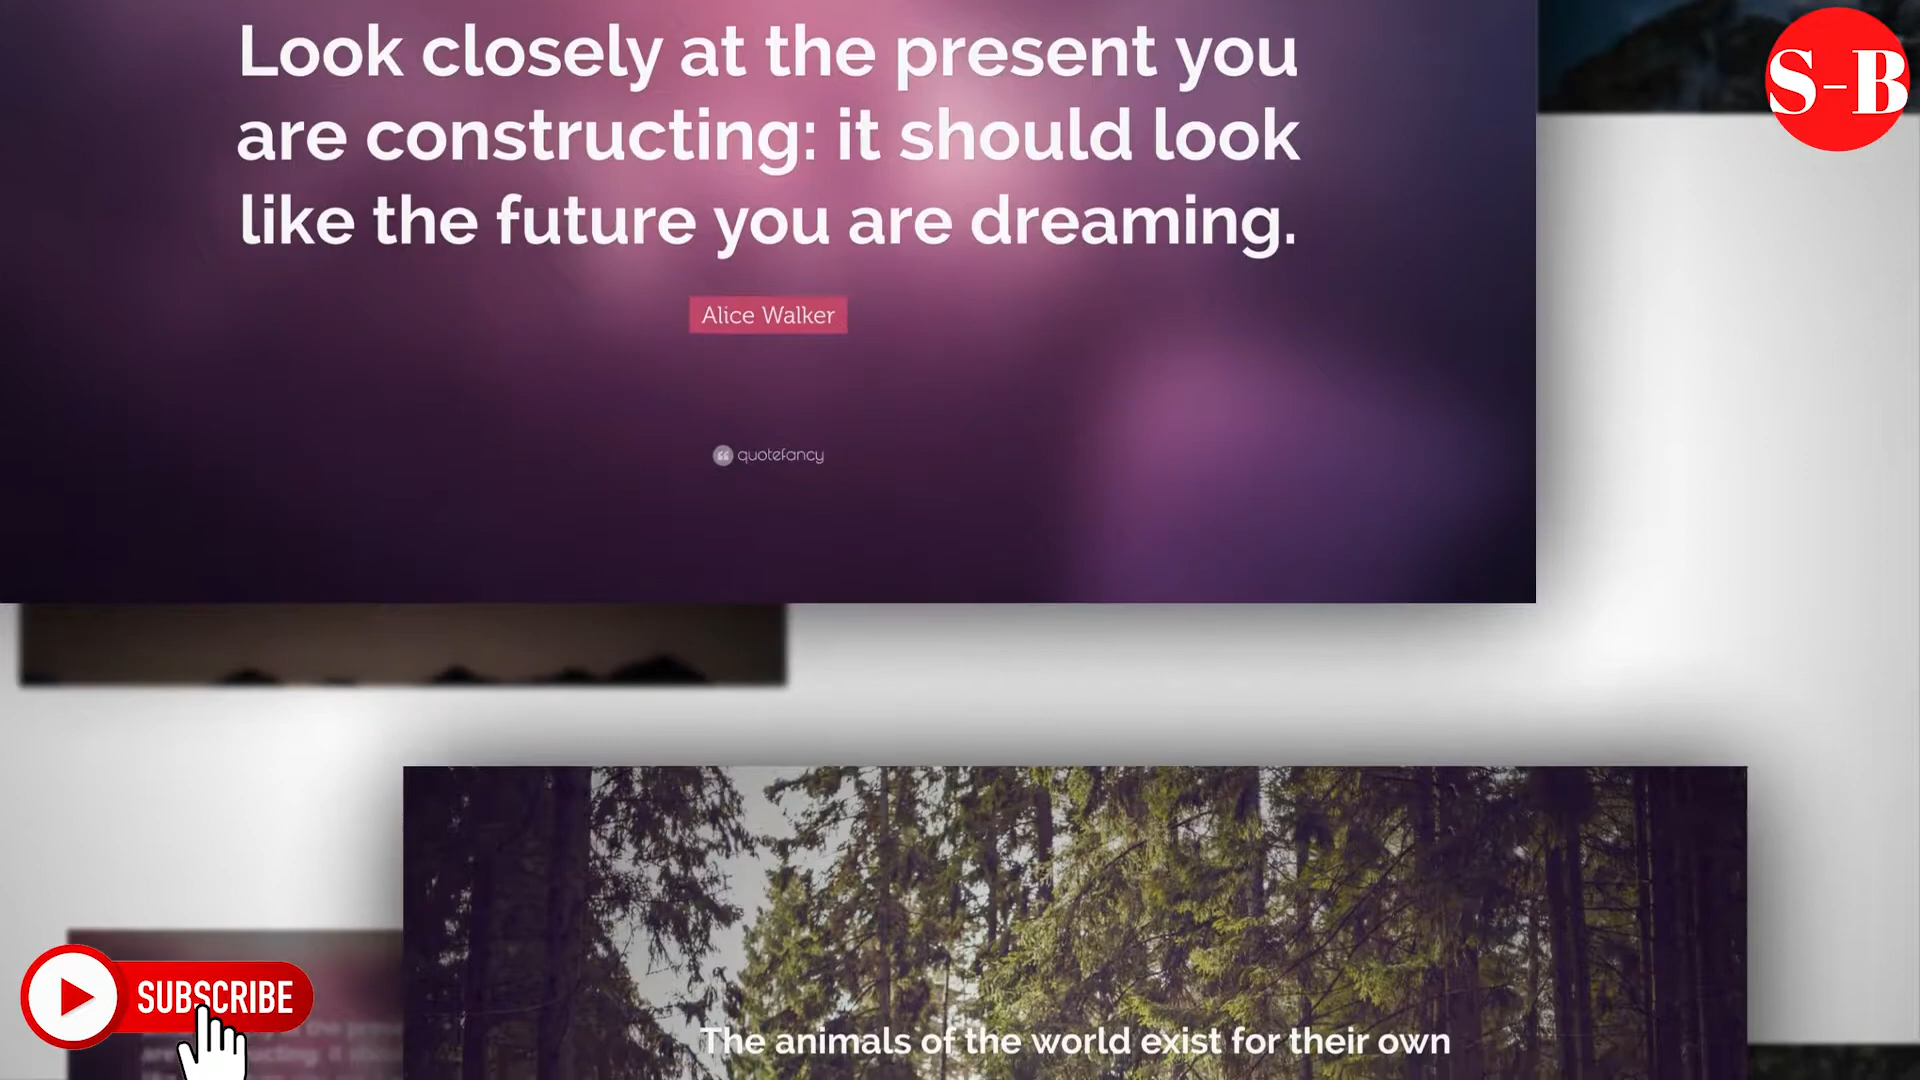 Look closely at the present you
are constructing: it should look
like the future you are dreaming.
Alice Walker
quotefancy
S-B
The animals of the world exist for their own
SUBSCRIBE